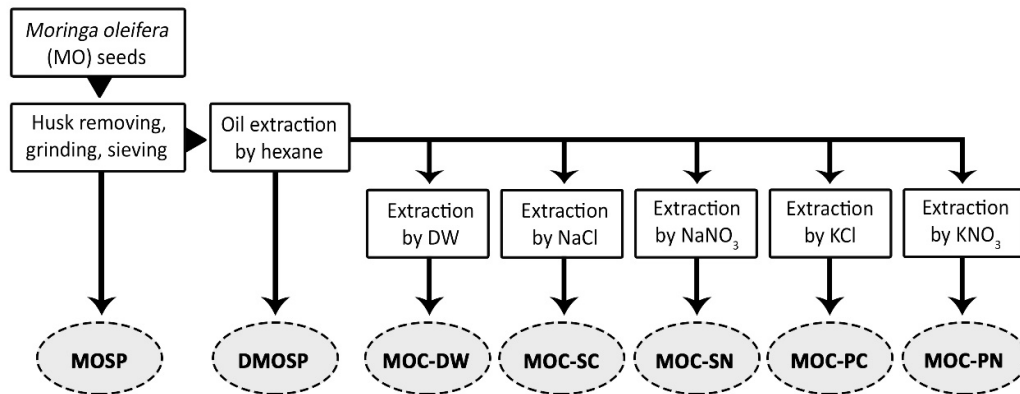 Moringa oleifera
(MO) seeds
Husk removing,
grinding, sieving
Oil extraction
by hexane
Extraction
by DW
Extraction
by NaCl
Extraction
by NaNO₃
Extraction
by KCl
Extraction
by KNO₃
MOSP
DMOSP
MOC-DW
MOC-SC
MOC-SN
MOC-PC
MOC-PN